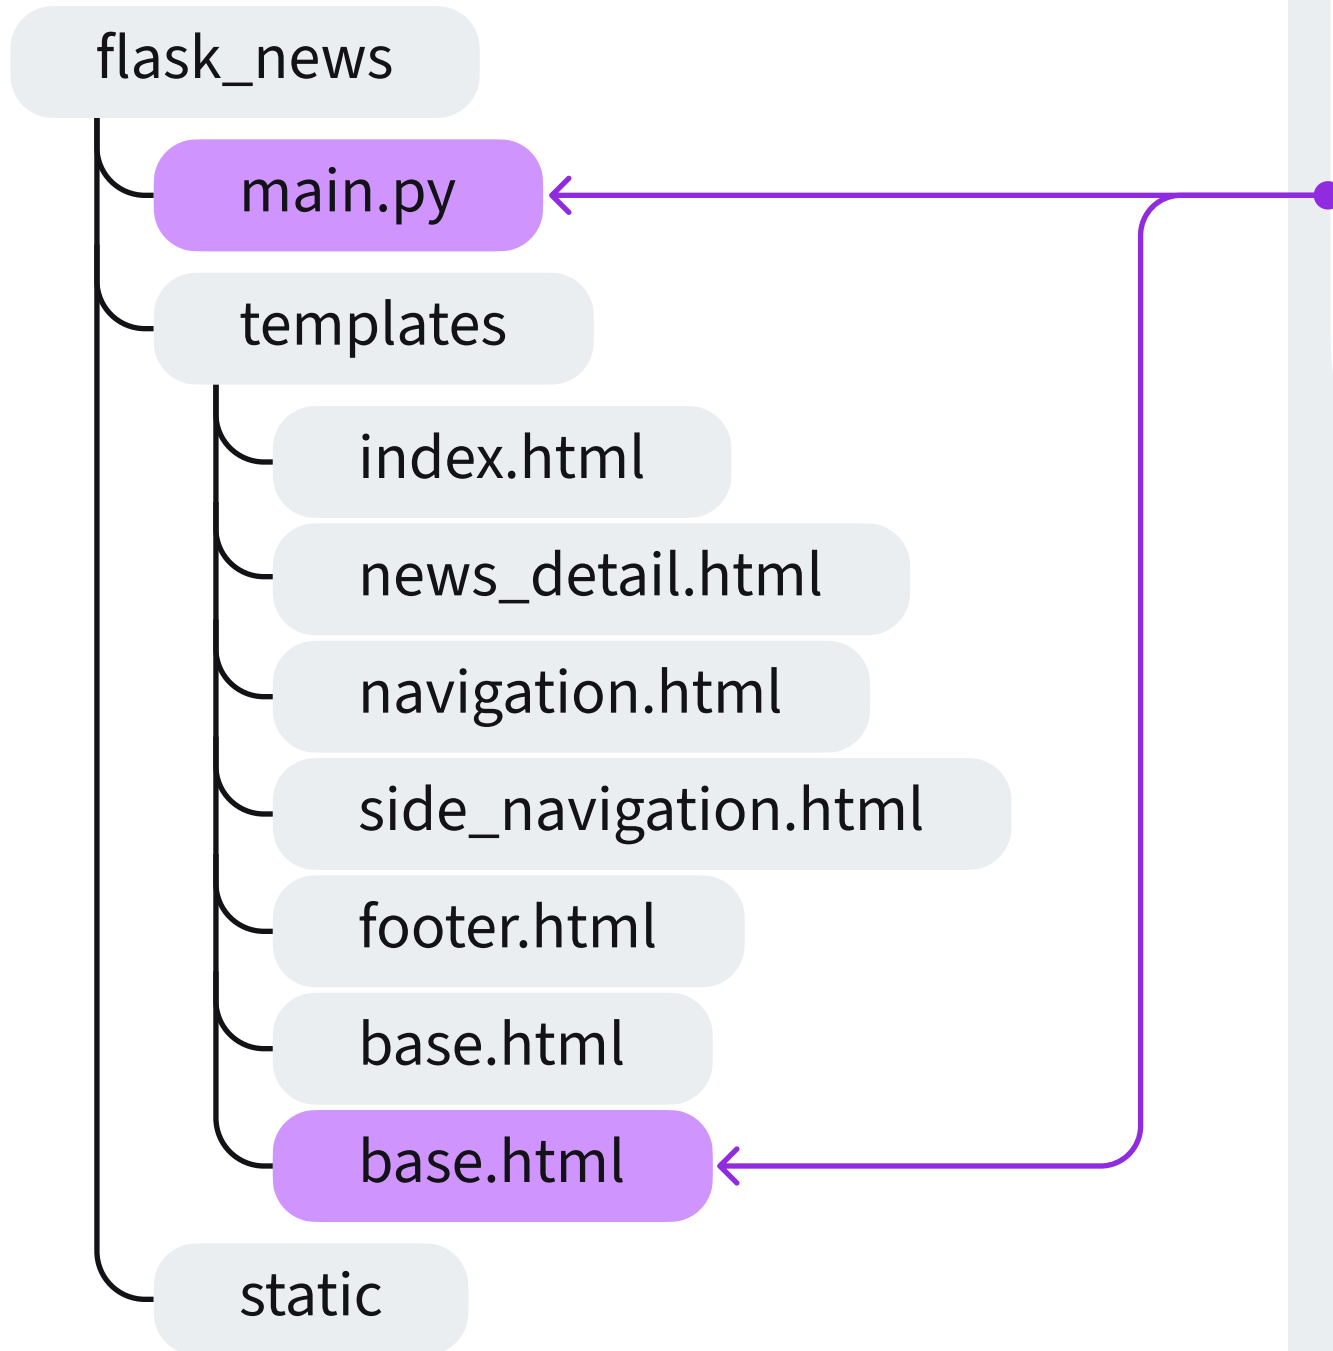 flask_news
main.py
templates
index.html
news_detail.html
navigation.html
side_navigation.html
footer.html
base.html
base.html
static